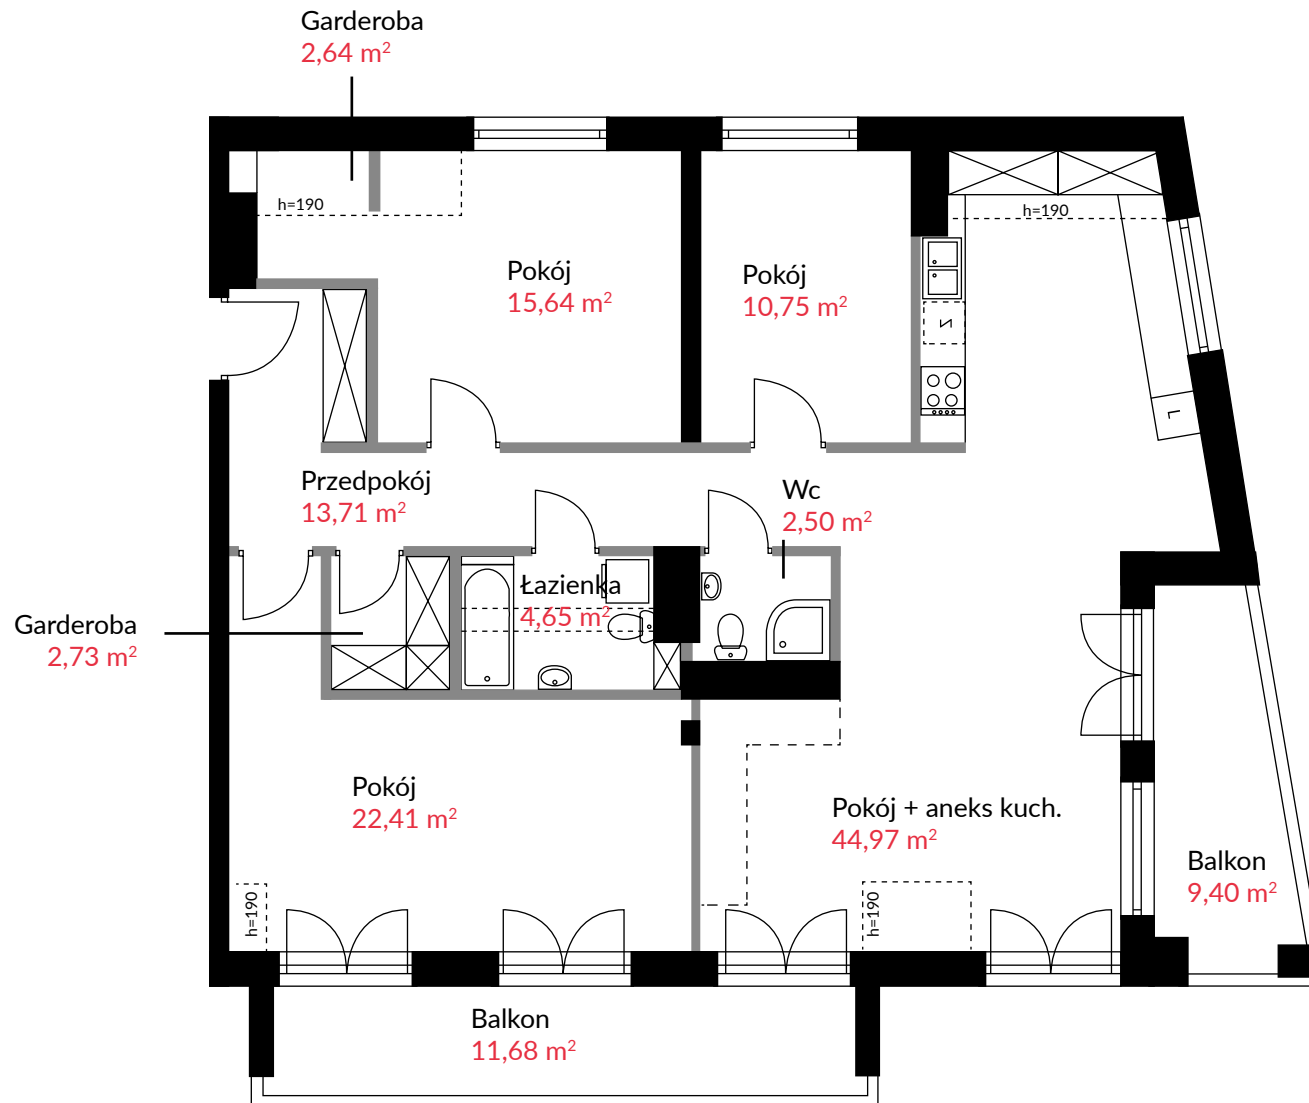 Garderoba
2,64 m²
h=190
h=190
Pokój
15,64 m²
Pokój
10,75 m²
Z
L
Przedpokój
13,71 m²
Wc
2,50 m²
Łazienka
4,65 m²
Garderoba
2,73 m²
Pokój
22,41 m²
Pokój + aneks kuch.
44,97 m²
Balkon
9,40 m²
h=190
h=190
Balkon
11,68 m²